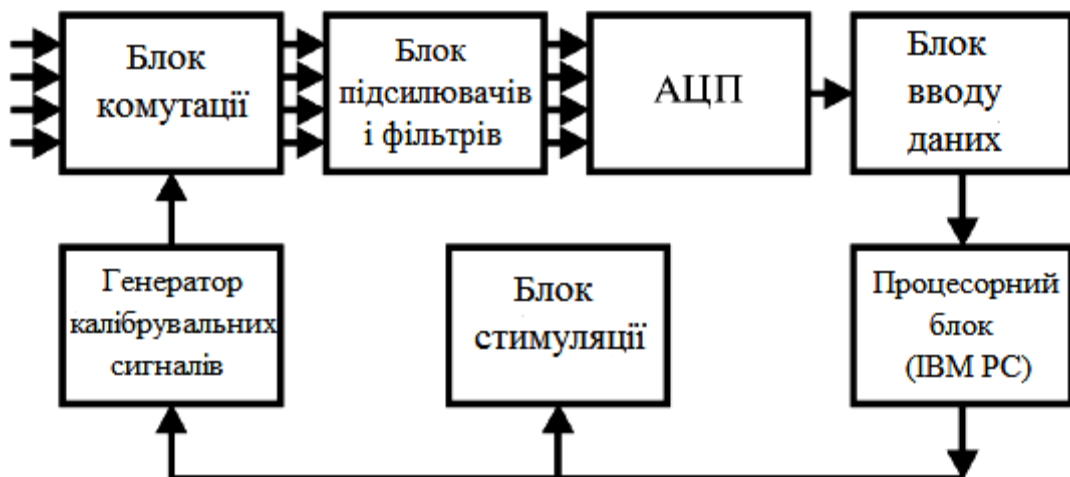 Блок
комутації
Блок
підсилювачів
і фільтрів
АЦП
Блок
вводу
даних
Генератор
калібрувальних
сигналів
Блок
стимуляції
Процесорний
блок
(IBM PC)